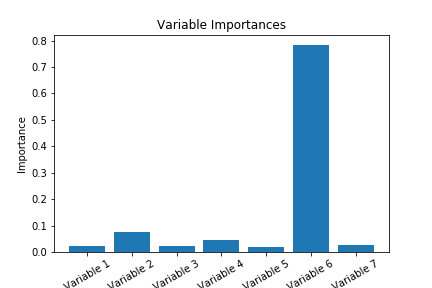 Variable Importances
Importance
0.8
0.7
0.6
0.5
0.4
0.3
0.2
0.1
0.0
Variable 1
Variable 2
Variable 3
Variable 4
Variable 5
Variable 6
Variable 7